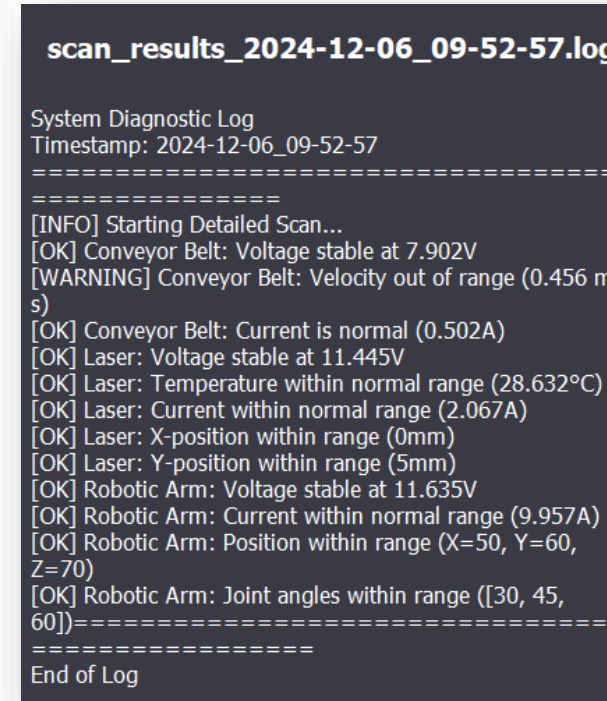 scan_results_2024-12-06_09-52-57.log
System Diagnostic Log
Timestamp: 2024-12-06_09-52-57
===================================
===============
[INFO] Starting Detailed Scan...
[OK] Conveyor Belt: Voltage stable at 7.902V
[WARNING] Conveyor Belt: Velocity out of range (0.456 m
s)
[OK] Conveyor Belt: Current is normal (0.502A)
[OK] Laser: Voltage stable at 11.445V
[OK] Laser: Temperature within normal range (28.632°C)
[OK] Laser: Current within normal range (2.067A)
[OK] Laser: X-position within range (0mm)
[OK] Laser: Y-position within range (5mm)
[OK] Robotic Arm: Voltage stable at 11.635V
[OK] Robotic Arm: Current within normal range (9.957A)
[OK] Robotic Arm: Position within range (X=50, Y=60,
Z=70)
[OK] Robotic Arm: Joint angles within range ([30, 45,
60])=================================
=================
End of Log